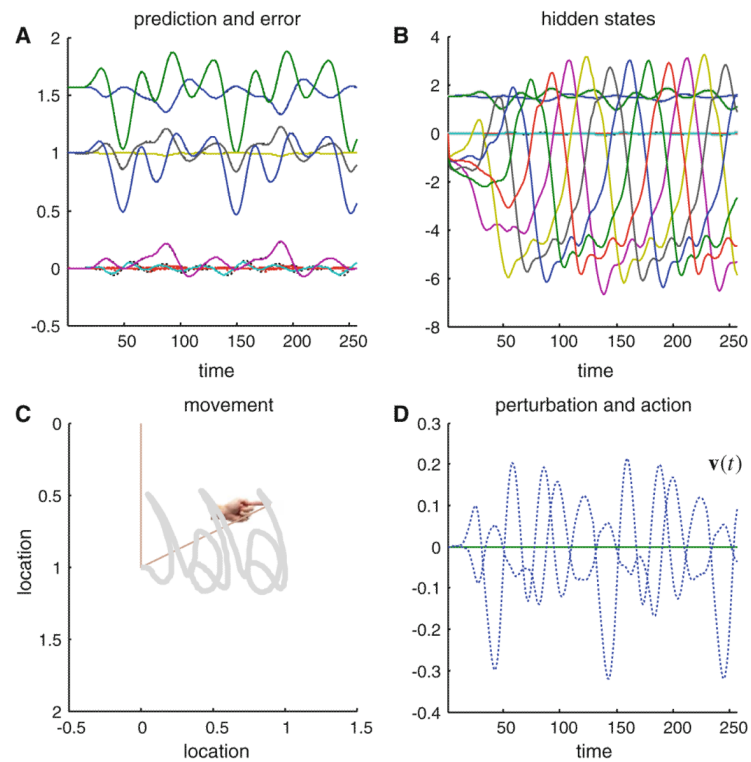 A prediction and error
2
1.5
1
0.5
0
-0.5
50 100 150 200 250
time
B hidden states
4
2
0
-2
-4
-6
-8
50 100 150 200 250
time
C movement
0
0.5
1
1.5
2
location
-0.5 0 0.5 1 1.5
location
D perturbation and action
0.3
0.2
0.1
0
-0.1
-0.2
-0.3
-0.4
v(t)
50 100 150 200 250
time